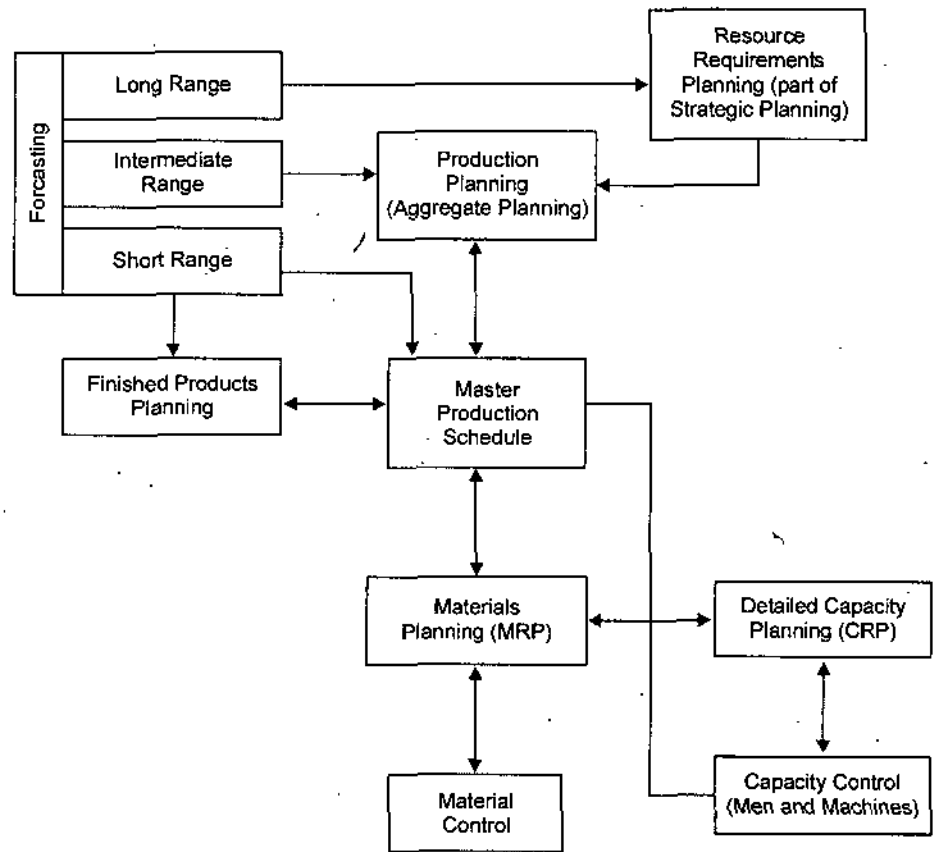 Forcasting
Long Range
Intermediate
Range
Short Range
Resource
Requirements
Planning (part of
Strategic Planning)
Production
Planning
(Aggregate Planning)
Finished Products
Planning
Master
Production
Schedule
Materials
Planning (MRP)
Detailed Capacity
Planning (CRP)
Material
Control
Capacity Control
(Men and Machines)